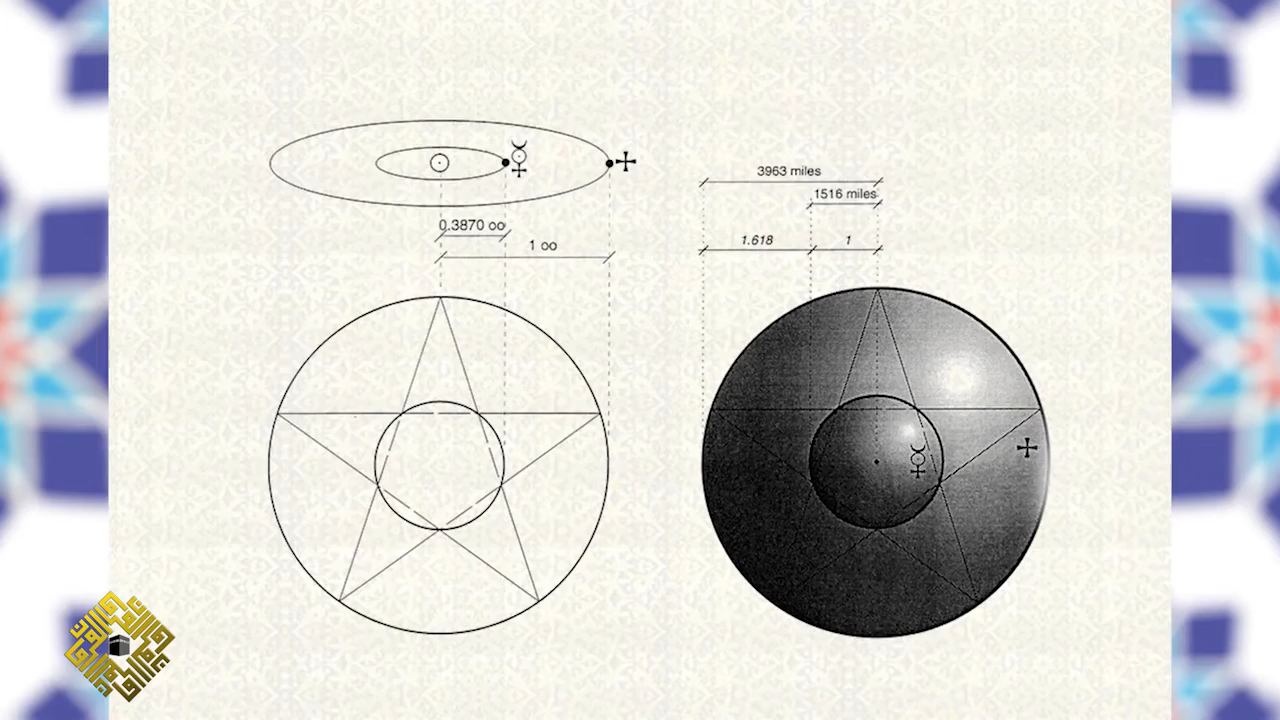 0.3870 oo
1 oo
3963 miles
1516 miles
1.618
1